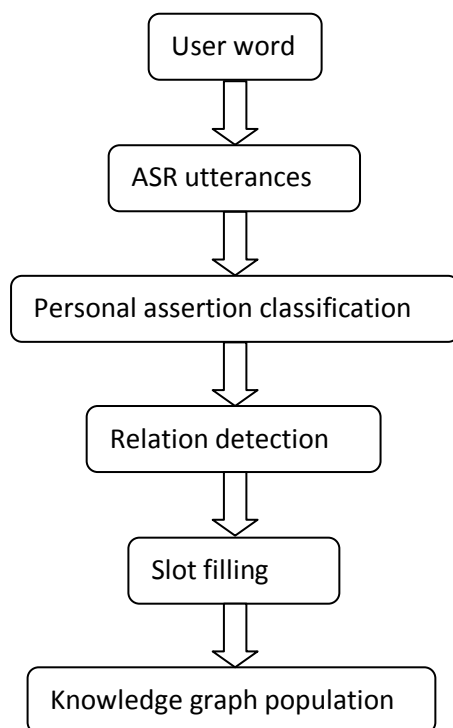 User word
ASR utterances
Personal assertion classification
Relation detection
Slot filling
Knowledge graph population